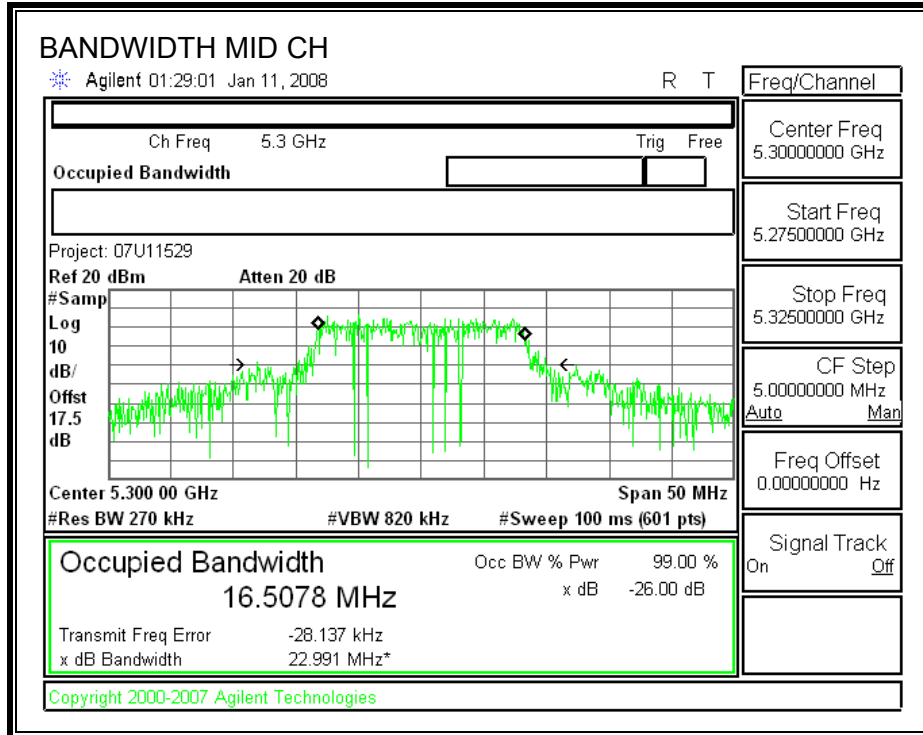 BANDWIDTH MID CH
Agilent 01:29:01 Jan 11, 2008 R T
Freq/Channel
Ch Freq 5.3 GHz Trig Free
Occupied Bandwidth
Center Freq
5.30000000 GHz
Start Freq
5.27500000 GHz
Stop Freq
5.32500000 GHz
CF Step
5.00000000 MHz
Auto Man
Freq Offset
0.00000000 Hz
Signal Track
On Off
Project: 07U11529
Ref 20 dBm Atten 20 dB
#Samp
Log
10
dB/
Offst
17.5
dB
Center 5.300 00 GHz Span 50 MHz
#Res BW 270 kHz #VBW 820 kHz #Sweep 100 ms (601 pts)
Occupied Bandwidth
16.5078 MHz
Occ BW % Pwr 99.00 %
x dB -26.00 dB
Transmit Freq Error -28.137 kHz
x dB Bandwidth 22.991 MHz*
Copyright 2000-2007 Agilent Technologies